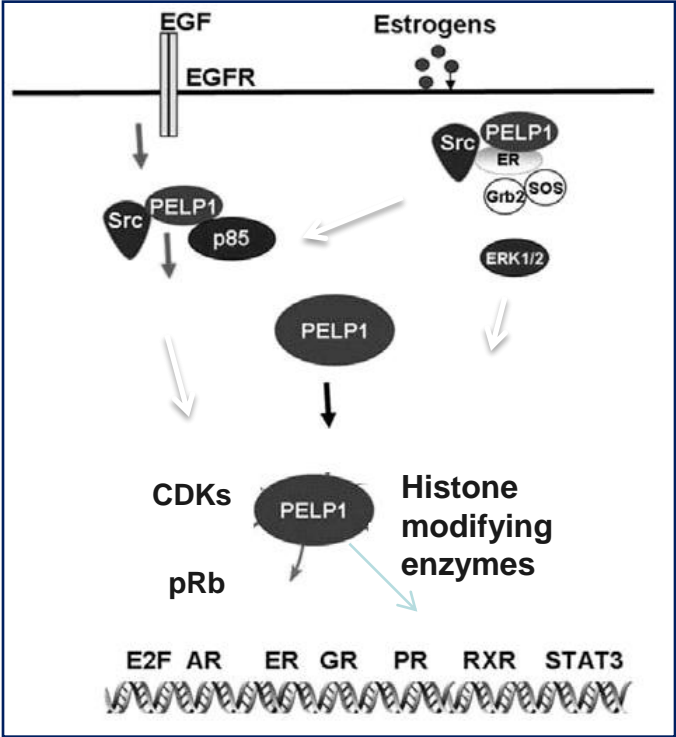 EGF
Estrogens
EGFR
Src
PELP1
ER
Grb2
SOS
Src
PELP1
p85
ERK1/2
PELP1
CDKs
PELP1
Histone
modifying
enzymes
pRb
E2F AR ER GR PR RXR STAT3